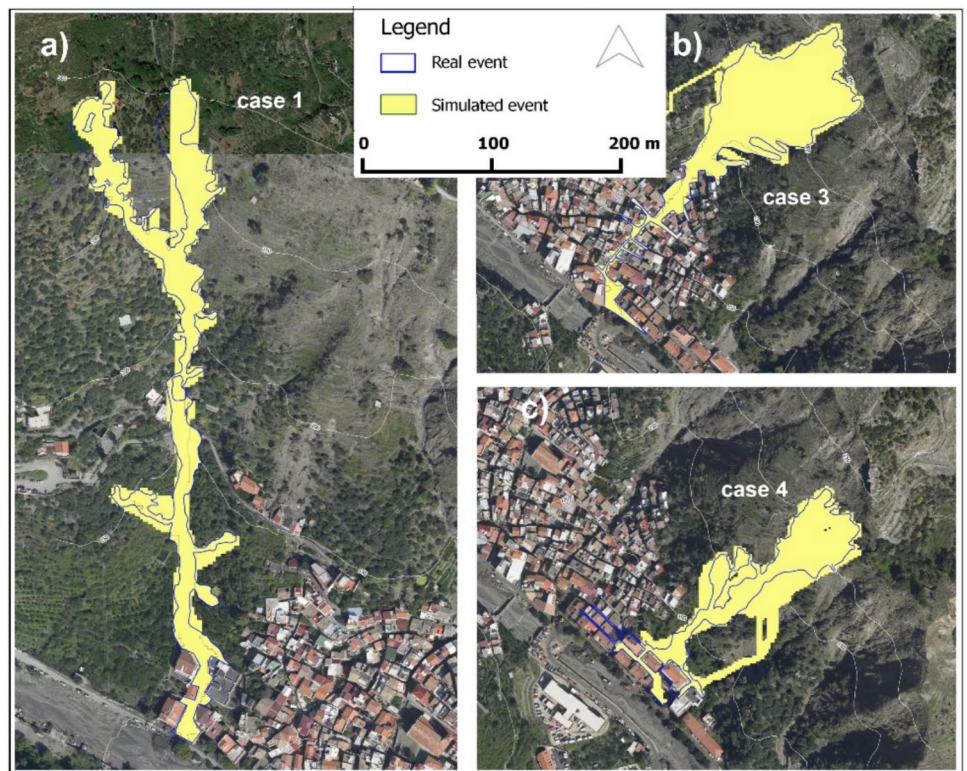 a)
case 1
Legend
Real event
Simulated event
0 100 200 m
b)
case 3
c)
case 4